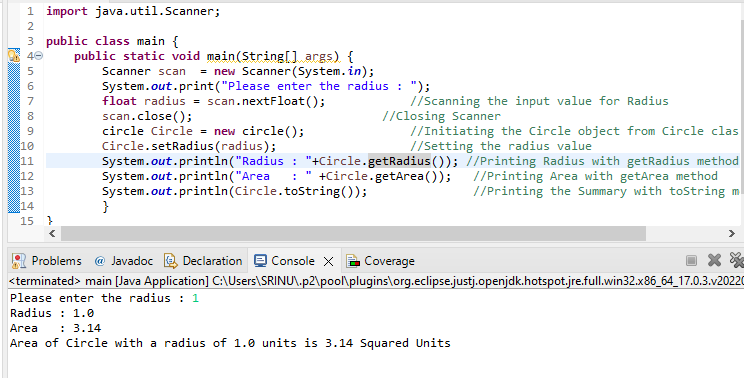 1 import java.util.Scanner;
2
3 public class main {
4 public static void main(String[] args) {
5 Scanner scan  = new Scanner(System.in);
6 System.out.print("Please enter the radius : ");
7 float radius = scan.nextFloat(); //Scanning the input value for Radius
8 scan.close(); //Closing Scanner
9 circle Circle = new circle(); //Initiating the Circle object from Circle clas
10 Circle.setRadius(radius); //Setting the radius value
11 System.out.println("Radius : "+Circle.getRadius()); //Printing Radius with getRadius method
12 System.out.println("Area   : " +Circle.getArea()); //Printing Area with getArea method
13 System.out.println(Circle.toString()); //Printing the Summary with toString m
14 }
15 }
Problems @ Javadoc Declaration Console Coverage
<terminated> main [Java Application] C:\Users\SRINU\.p2\pool\plugins\org.eclipse.justj.openjdk.hotspot.jre.full.win32.x86_64_17.0.3.v20220
Please enter the radius : 1
Radius : 1.0
Area   : 3.14
Area of Circle with a radius of 1.0 units is 3.14 Squared Units